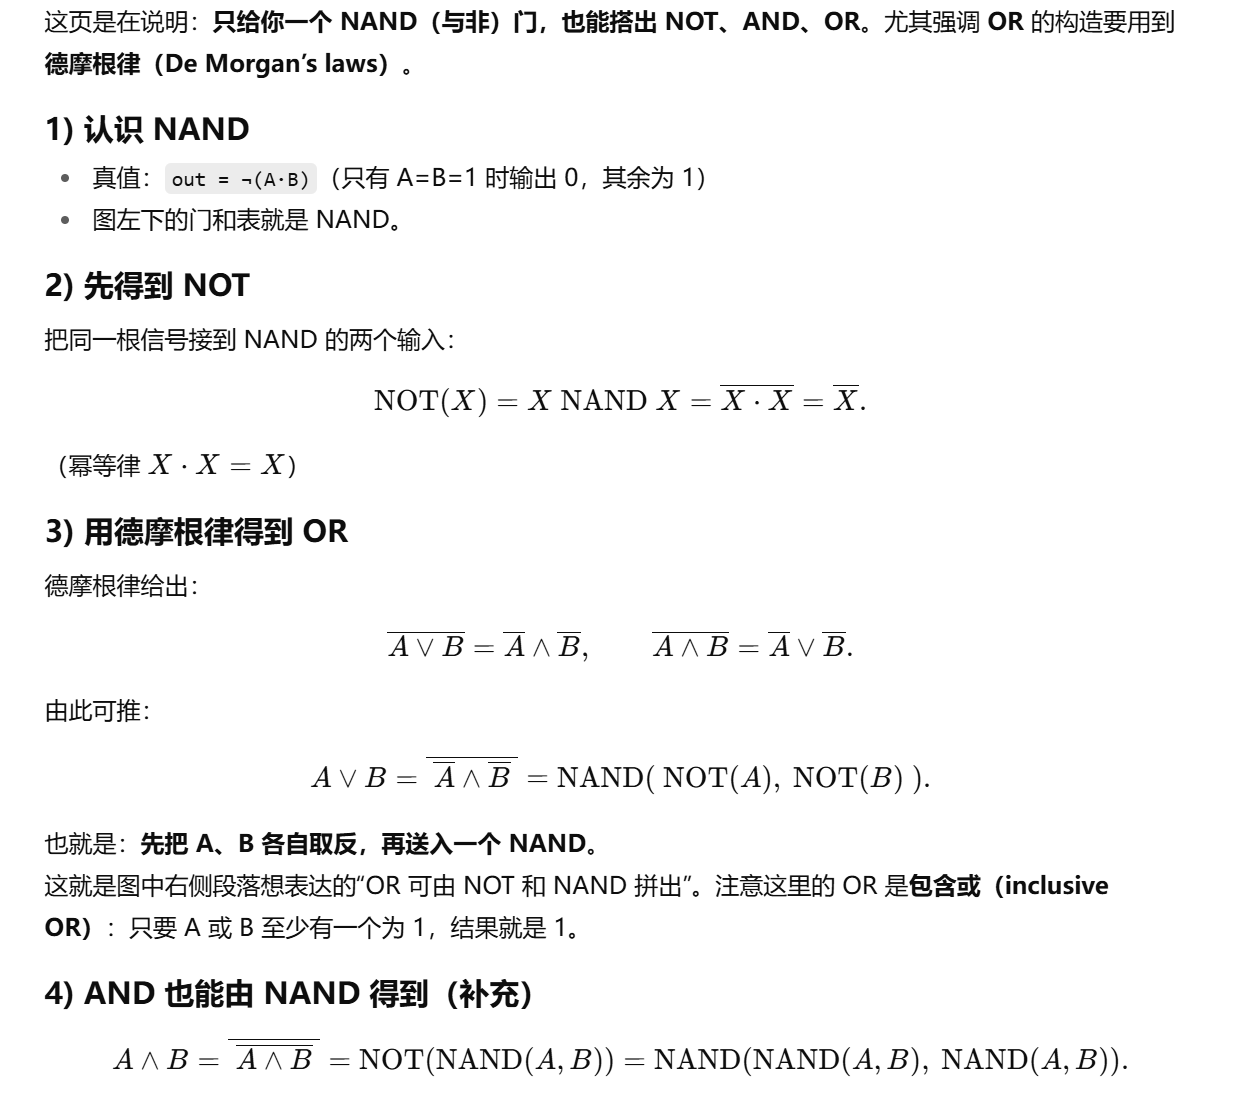 这页是在说明：只给你一个 NAND（与非）门，也能搭出 NOT、AND、OR。尤其强调 OR 的构造要用到
德摩根律（De Morgan’s laws）。
1) 认识 NAND
• 真值：out = ¬(A·B)（只有 A=B=1 时输出 0，其余为 1）
• 图左下的门和表就是 NAND。
2) 先得到 NOT
把同一根信号接到 NAND 的两个输入：
$\mathrm{NOT}(X) = X \ \mathrm{NAND} \ X = \overline{X \cdot X} = \overline{X}.$
（幂等律 $X \cdot X = X$）
3) 用德摩根律得到 OR
德摩根律给出：
$\overline{A \vee B} = \overline{A} \wedge \overline{B}, \qquad \overline{A \wedge B} = \overline{A} \vee \overline{B}.$
由此可推：
$A \vee B = \overline{\overline{A} \wedge \overline{B}} = \mathrm{NAND}(\mathrm{NOT}(A), \mathrm{NOT}(B)).$
也就是：先把 A、B 各自取反，再送入一个 NAND。
这就是图中右侧段落想表达的“OR 可由 NOT 和 NAND 拼出”。注意这里的 OR 是包含或（inclusive
OR）：只要 A 或 B 至少有一个为 1，结果就是 1。
4) AND 也能由 NAND 得到（补充）
$A \wedge B = \overline{\overline{A \wedge B}} = \mathrm{NOT}(\mathrm{NAND}(A, B)) = \mathrm{NAND}(\mathrm{NAND}(A, B), \mathrm{NAND}(A, B)).$